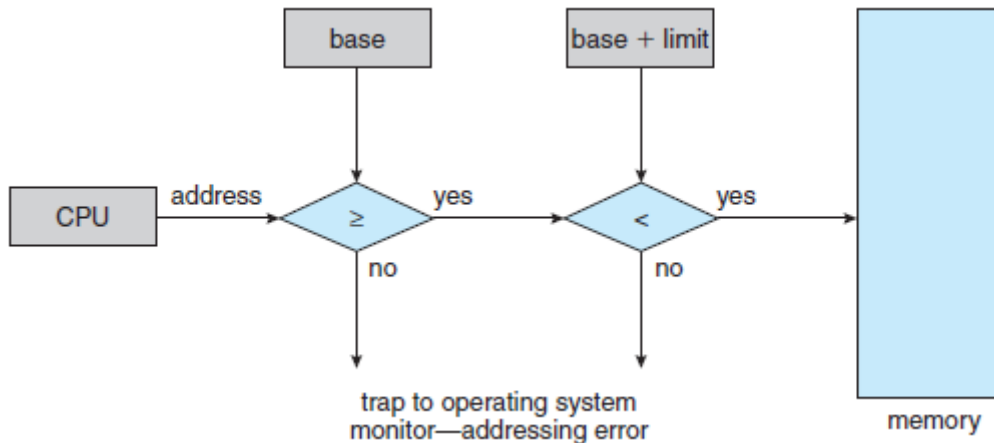 base
base + limit
CPU
address
≥
yes
<
yes
no
no
trap to operating system
monitor—addressing error
memory